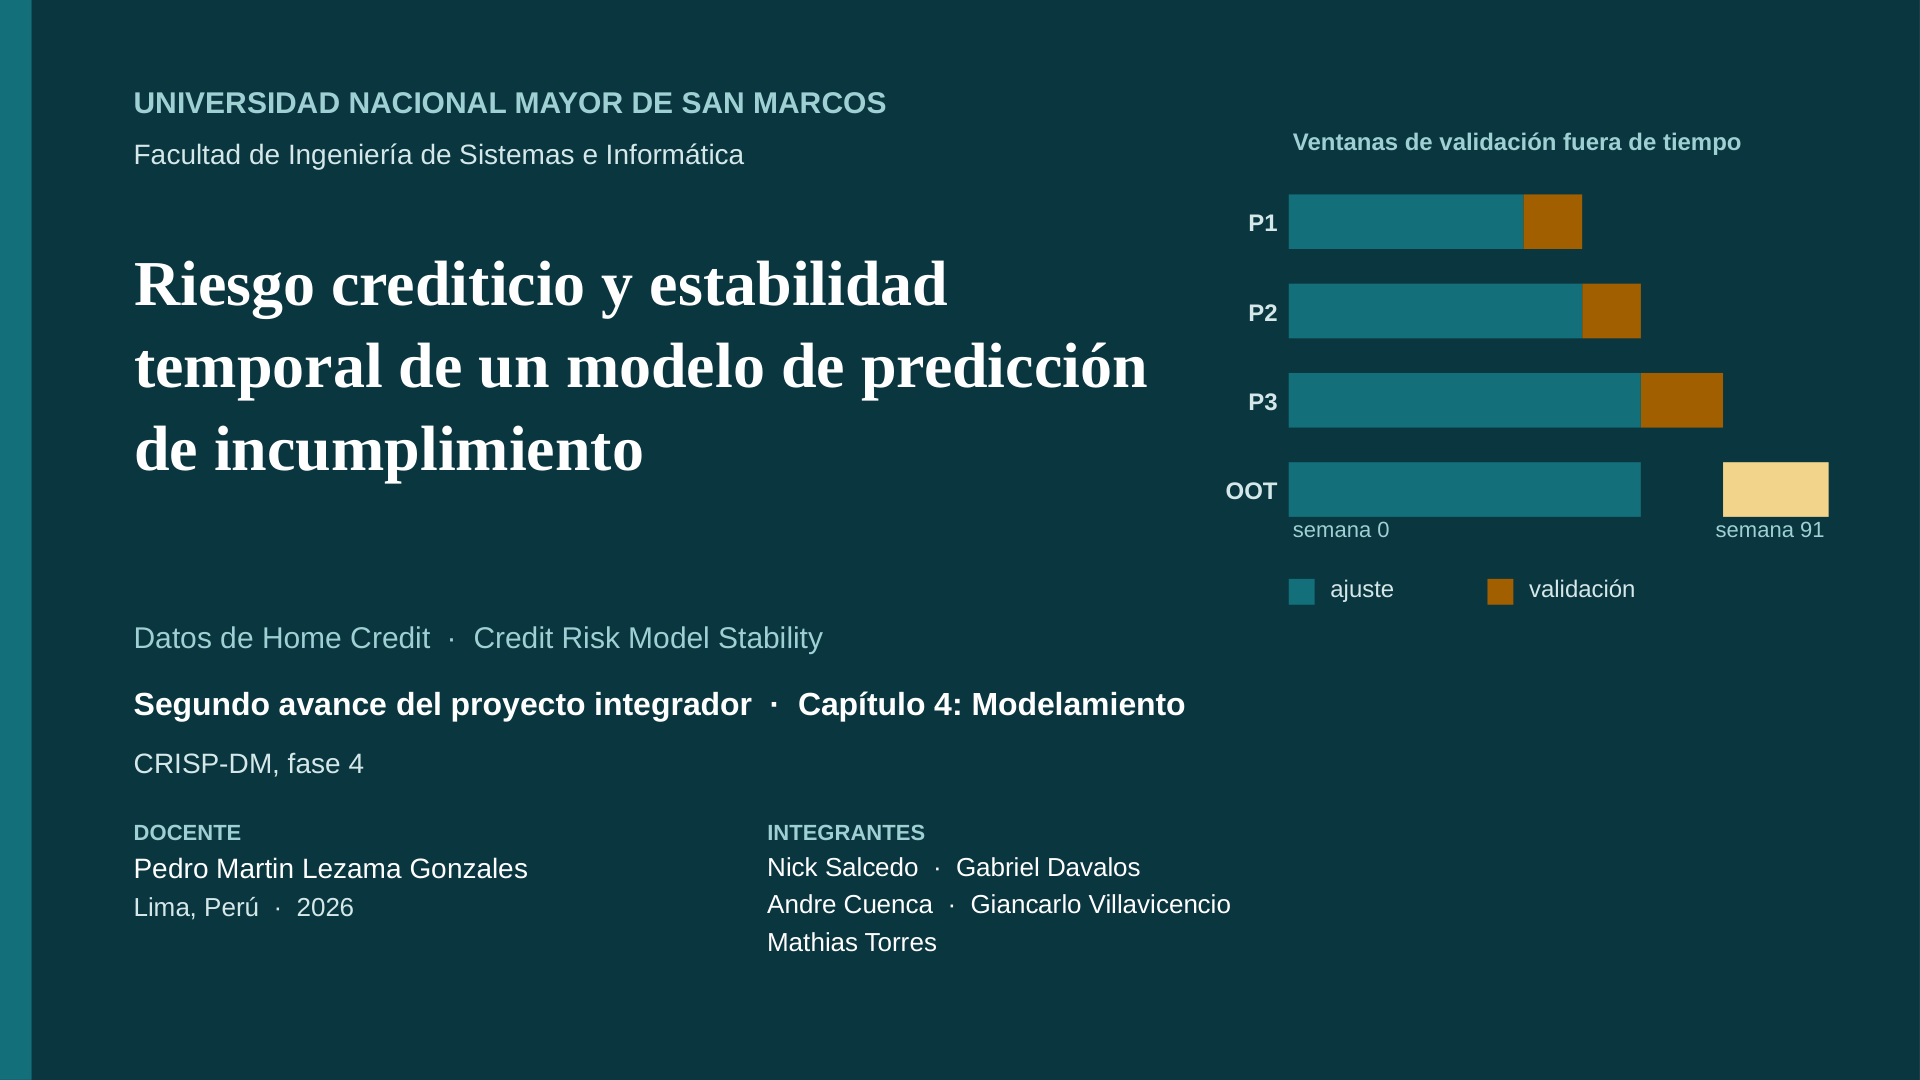 UNIVERSIDAD NACIONAL MAYOR DE SAN MARCOS
Facultad de Ingeniería de Sistemas e Informática
Riesgo crediticio y estabilidad
temporal de un modelo de predicción
de incumplimiento
Ventanas de validación fuera de tiempo
P1
P2
P3
OOT
semana 0 semana 91
ajuste validación
Datos de Home Credit · Credit Risk Model Stability
Segundo avance del proyecto integrador · Capítulo 4: Modelamiento
CRISP-DM, fase 4
DOCENTE
Pedro Martin Lezama Gonzales
Lima, Perú · 2026
INTEGRANTES
Nick Salcedo · Gabriel Davalos
Andre Cuenca · Giancarlo Villavicencio
Mathias Torres